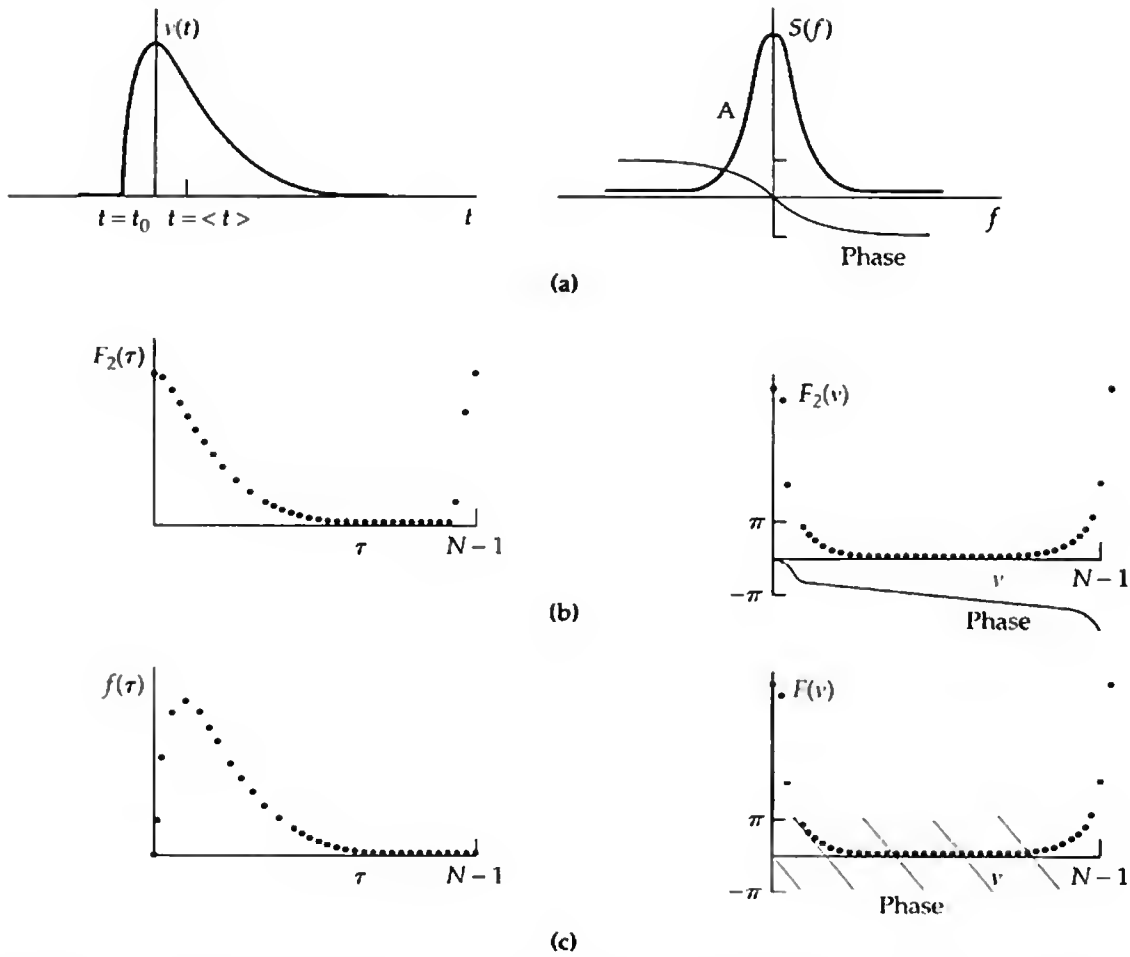 v(t)
S(f)
A
t = t₀ t = < t >
t
f
Phase
(a)
F₂(τ)
F₂(ν)
π
τ
N − 1
ν
N − 1
−π
Phase
(b)
f(τ)
F(ν)
π
τ
N − 1
ν
N − 1
−π
Phase
(c)